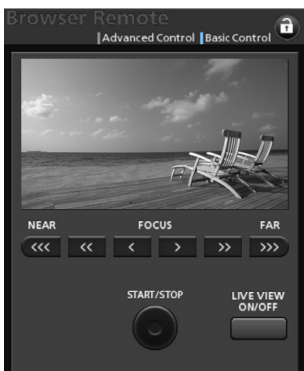 Browser Remote
Advanced Control Basic Control
NEAR FOCUS FAR
<<< << < > >> >>>
START/STOP
LIVE VIEW
ON/OFF